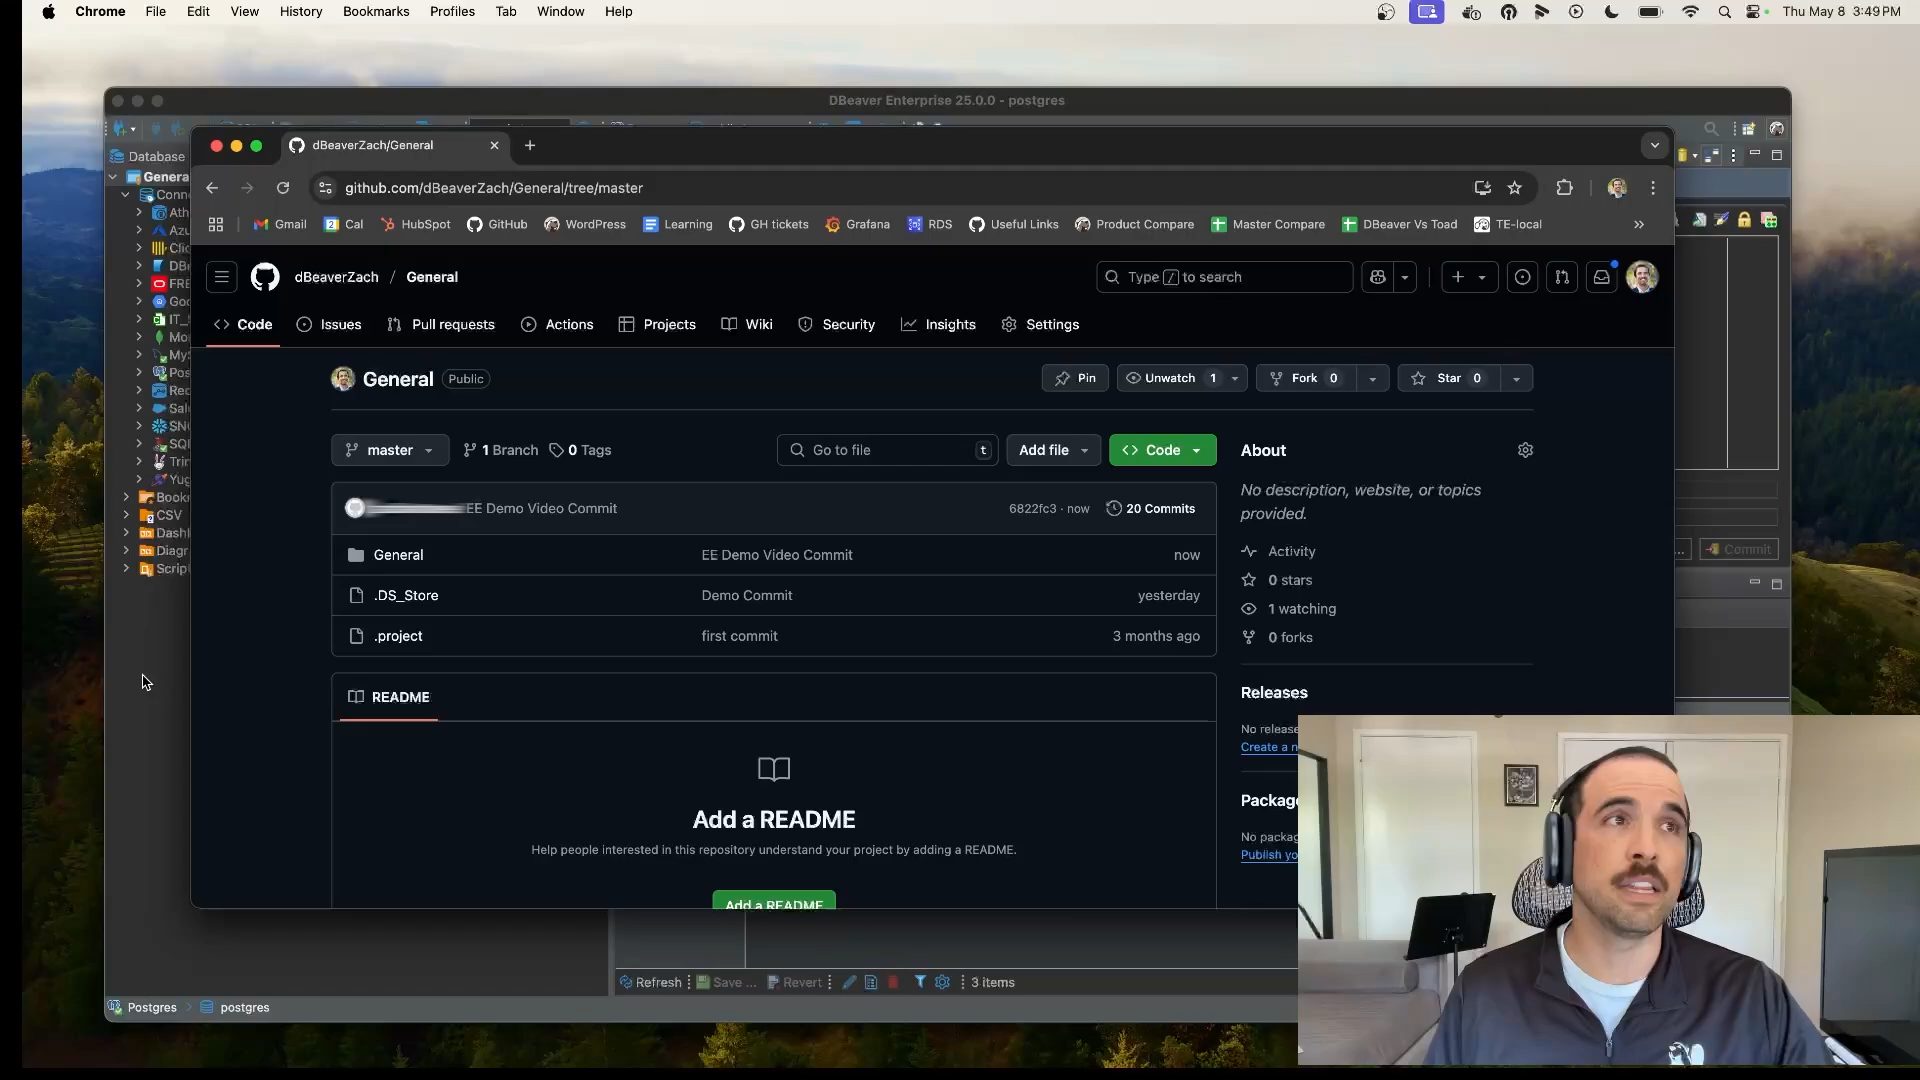 Chrome File Edit View History Bookmarks Profiles Tab Window Help Thu May 8 3:49 PM
DBeaver Enterprise 25.0.0 - postgres
dBeaverZach/General
Database
github.com/dBeaverZach/General/tree/master
General
Gmail 2 Cal HubSpot GitHub WordPress Learning GH tickets Grafana RDS Useful Links Product Compare Master Compare DBeaver Vs Toad TE-local
dBeaverZach / General Type / to search
Code Issues Pull requests Actions Projects Wiki Security Insights Settings
General Public Pin Unwatch 1 Fork 0 Star 0
master 1 Branch 0 Tags Go to file t Add file Code About
No description, website, or topics
provided.
EE Demo Video Commit 6822fc3 · now 20 Commits
General EE Demo Video Commit now
Activity
.DS_Store Demo Commit yesterday
0 stars
1 watching
.project first commit 3 months ago
0 forks
Commit
CSV
README
Releases
Add a README
Help people interested in this repository understand your project by adding a README.
Add a README
Refresh Save ... Revert 3 items
Postgres postgres